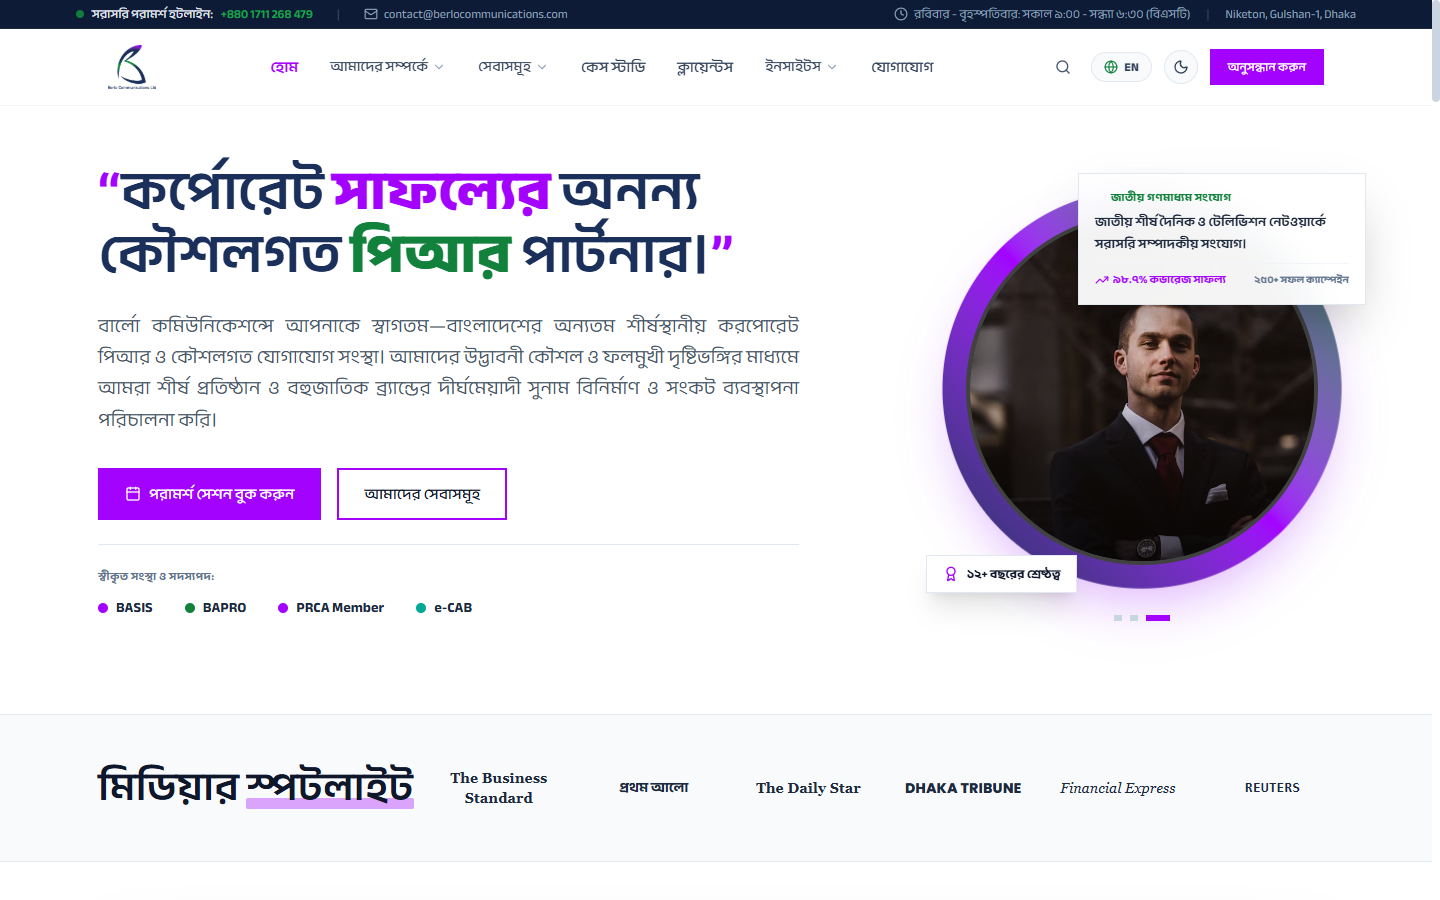 সরাসরি পরামর্শ হটলাইন: +880 1711 268 479 | contact@berlocommunications.com
রবিবার - বৃহস্পতিবার: সকাল ৯:০০ - সন্ধ্যা ৬:৩০ (বিএসটি) | Niketon, Gulshan-1, Dhaka
Berlo Communications Ltd
হোম আমাদের সম্পর্কে সেবাসমূহ কেস স্টাডি ক্লায়েন্টস ইনসাইটস যোগাযোগ
EN
অনুসন্ধান করুন
“কর্পোরেট সাফল্যের অনন্য
কৌশলগত পিআর পার্টনার।”
বার্লো কমিউনিকেশন্সে আপনাকে স্বাগতম—বাংলাদেশের অন্যতম শীর্ষস্থানীয় করপোরেট
পিআর ও কৌশলগত যোগাযোগ সংস্থা। আমাদের উদ্ভাবনী কৌশল ও ফলমুখী দৃষ্টিভঙ্গির মাধ্যমে
আমরা শীর্ষ প্রতিষ্ঠান ও বহুজাতিক ব্র্যান্ডের দীর্ঘমেয়াদী সুনাম বিনির্মাণ ও সংকট ব্যবস্থাপনা
পরিচালনা করি।
পরামর্শ সেশন বুক করুন
আমাদের সেবাসমূহ
স্বীকৃত সংস্থা ও সদস্যপদ:
BASIS BAPRO PRCA Member e-CAB
জাতীয় গণমাধ্যম সংযোগ
জাতীয় শীর্ষ দৈনিক ও টেলিভিশন নেটওয়ার্কে
সরাসরি সম্পাদকীয় সংযোগ।
৯৮.৭% কভারেজ সাফল্য ২৫০+ সফল ক্যাম্পেইন
১২+ বছরের শ্রেষ্ঠত্ব
মিডিয়ার স্পটলাইট
The Business
Standard
প্রথম আলো
The Daily Star
DHAKA TRIBUNE
Financial Express
REUTERS